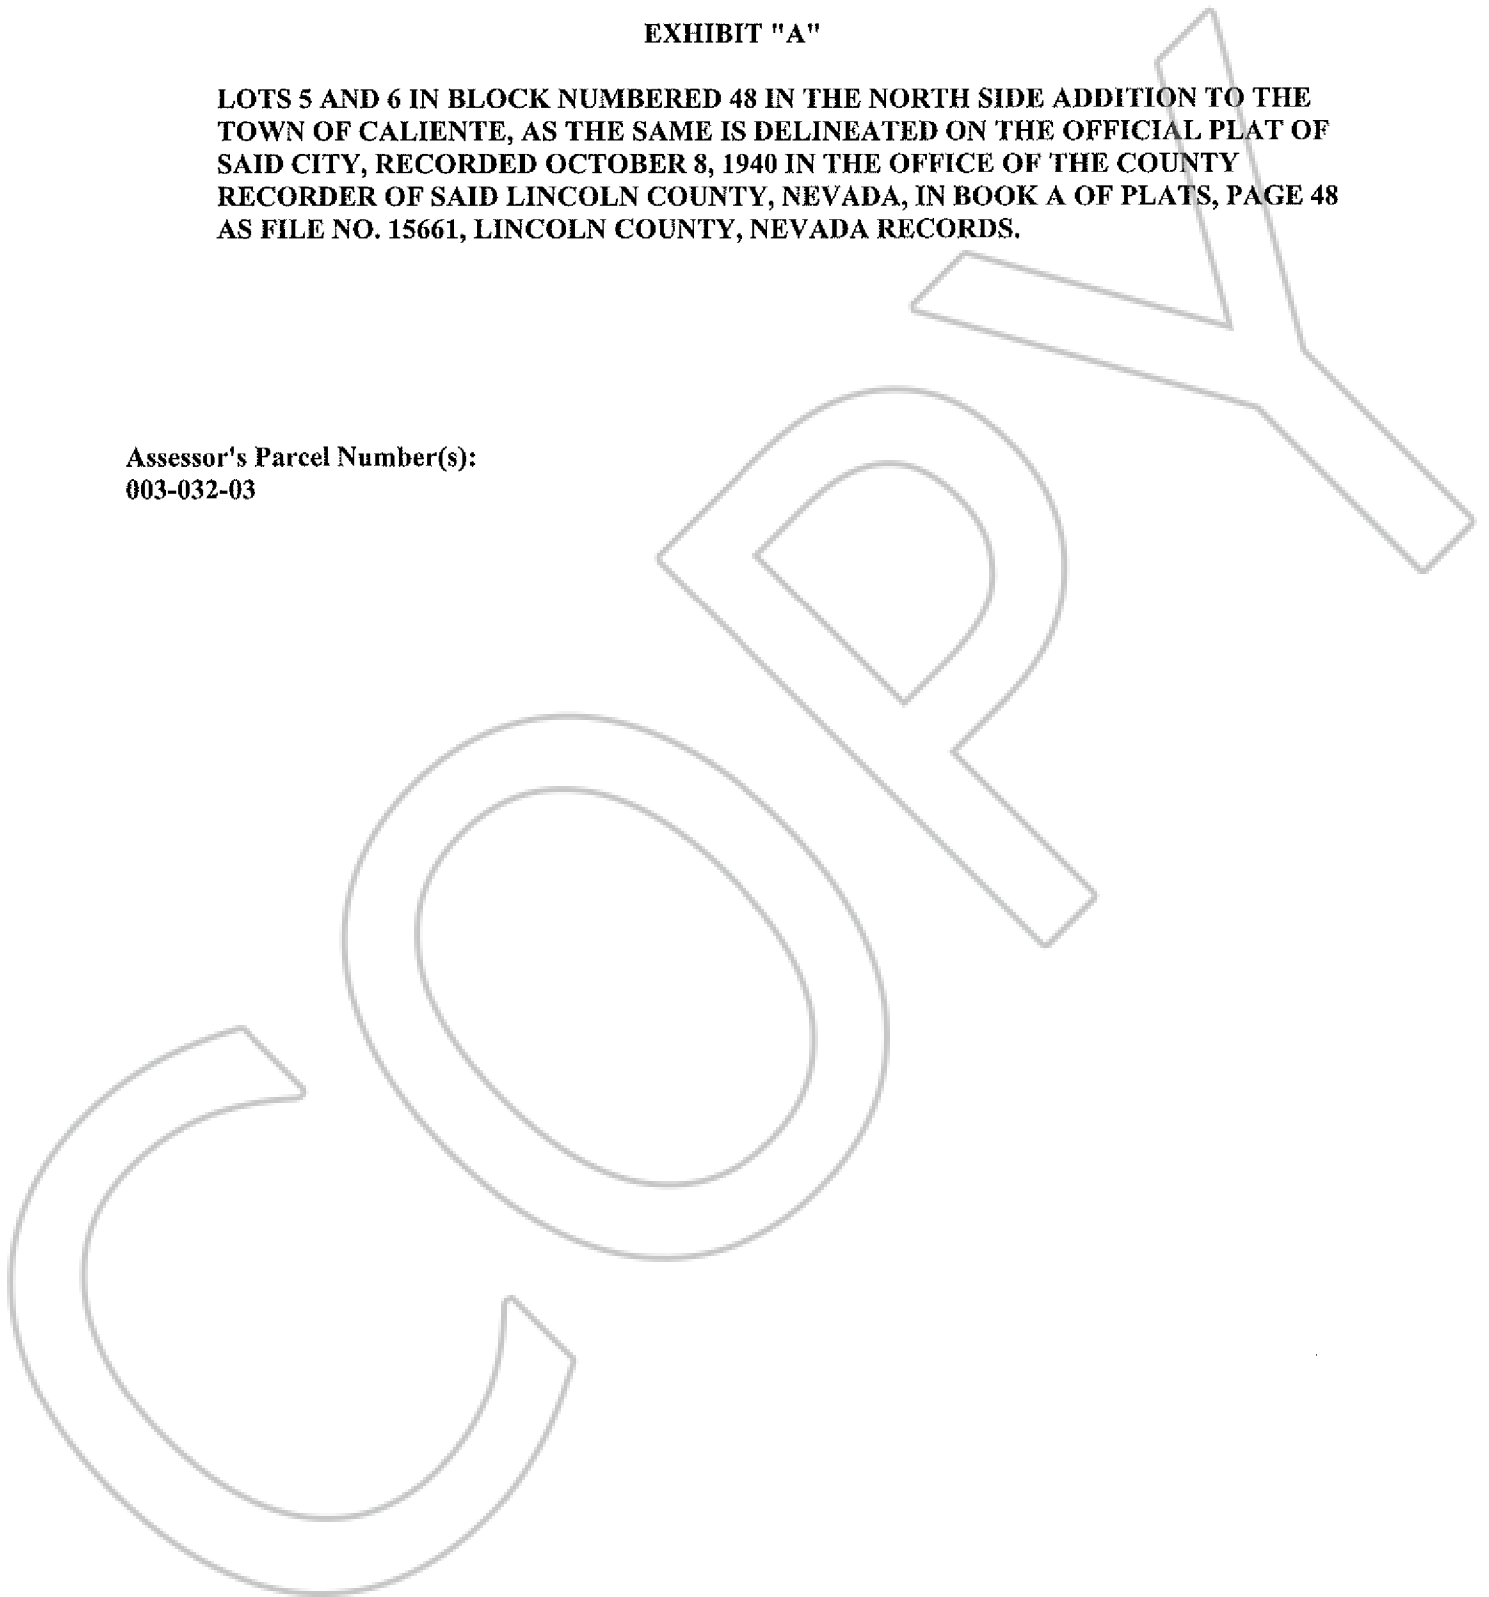 EXHIBIT "A"
LOTS 5 AND 6 IN BLOCK NUMBERED 48 IN THE NORTH SIDE ADDITION TO THE
TOWN OF CALIENTE, AS THE SAME IS DELINEATED ON THE OFFICIAL PLAT OF
SAID CITY, RECORDED OCTOBER 8, 1940 IN THE OFFICE OF THE COUNTY
RECORDER OF SAID LINCOLN COUNTY, NEVADA, IN BOOK A OF PLATS, PAGE 48
AS FILE NO. 15661, LINCOLN COUNTY, NEVADA RECORDS.
Assessor's Parcel Number(s):
003-032-03
COPY